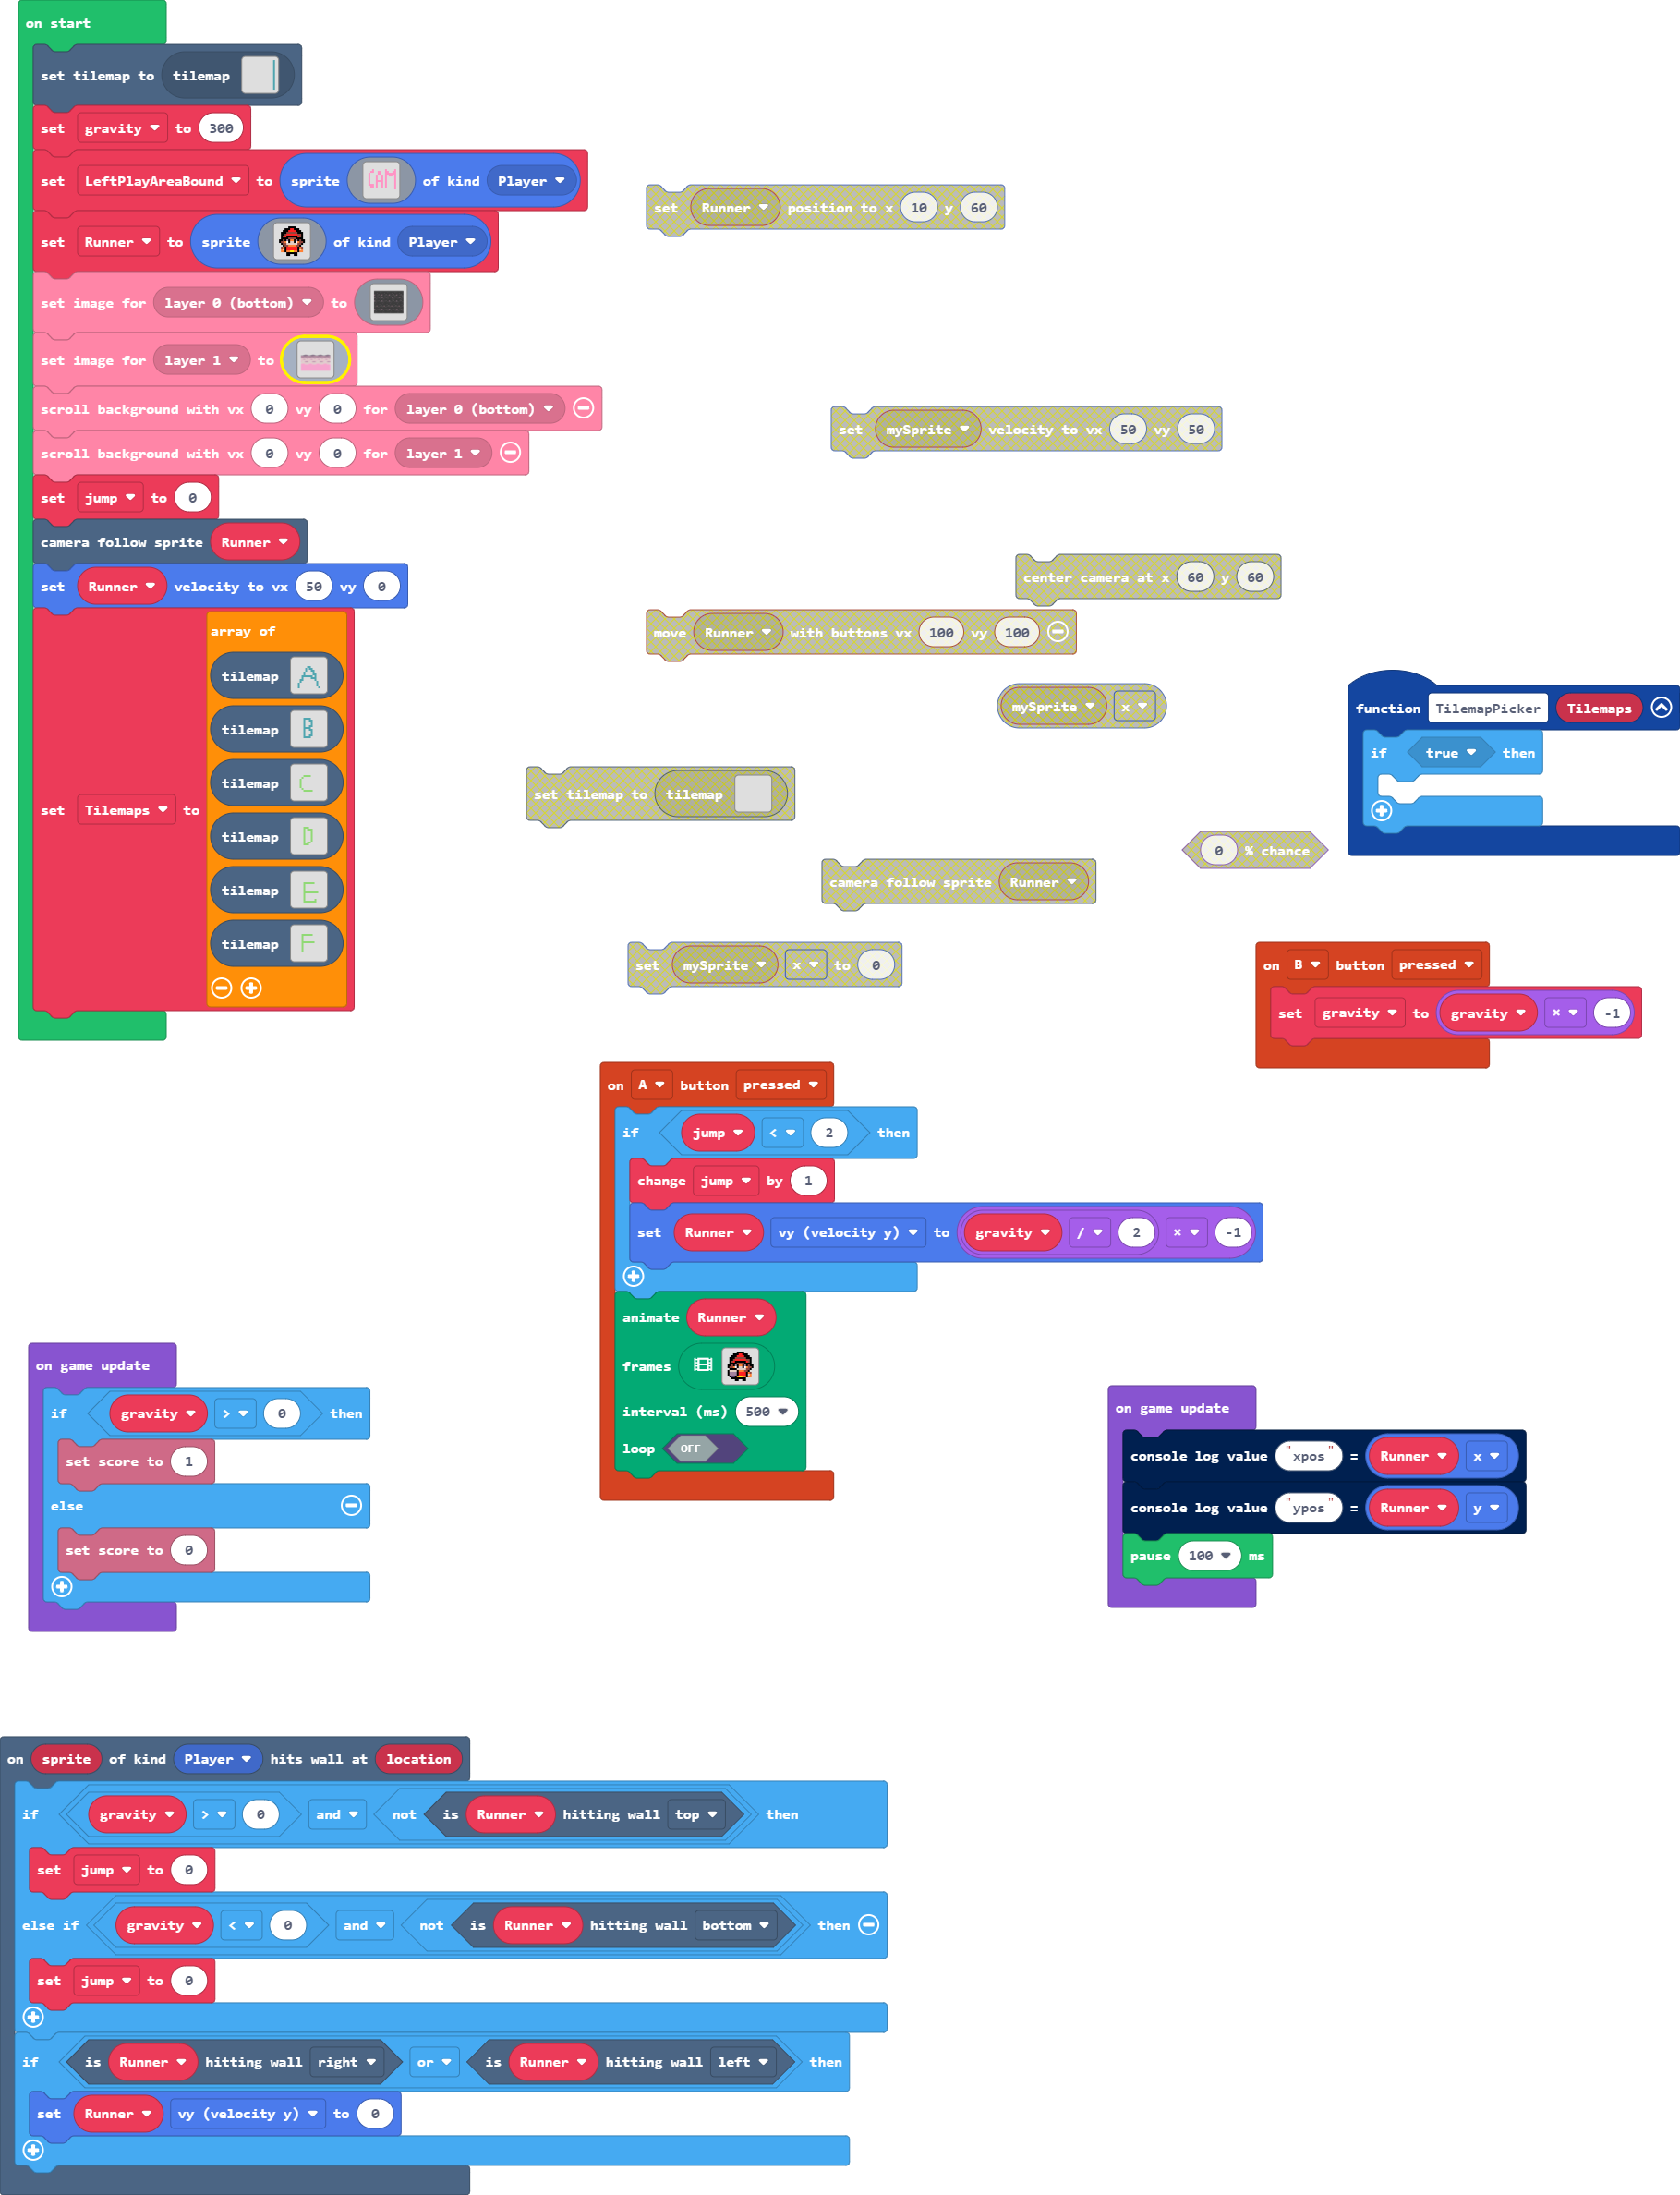 on start
set tilemap to tilemap
set gravity to 300
set LeftPlayAreaBound to sprite CAM of kind Player
set Runner to sprite of kind Player
set image for layer 0 (bottom) to
set image for layer 1 to
scroll background with vx 0 vy 0 for layer 0 (bottom)
scroll background with vx 0 vy 0 for layer 1
set jump to 0
camera follow sprite Runner
set Runner velocity to vx 50 vy 0
set Tilemaps to
array of
tilemap A
tilemap B
tilemap C
tilemap D
tilemap E
tilemap F
set Runner position to x 10 y 60
set mySprite velocity to vx 50 vy 50
center camera at x 60 y 60
move Runner with buttons vx 100 vy 100
mySprite x
set tilemap to tilemap
0 % chance
camera follow sprite Runner
set mySprite x to 0
function TilemapPicker Tilemaps
if true then
on B button pressed
set gravity to gravity × -1
on A button pressed
if jump < 2 then
change jump by 1
set Runner vy (velocity y) to gravity / 2 × -1
animate Runner
frames
interval (ms) 500
loop OFF
on game update
if gravity > 0 then
set score to 1
else
set score to 0
on game update
console log value "xpos" = Runner x
console log value "ypos" = Runner y
pause 100 ms
on sprite of kind Player hits wall at location
if gravity > 0 and not is Runner hitting wall top then
set jump to 0
else if gravity < 0 and not is Runner hitting wall bottom then
set jump to 0
if is Runner hitting wall right or is Runner hitting wall left then
set Runner vy (velocity y) to 0